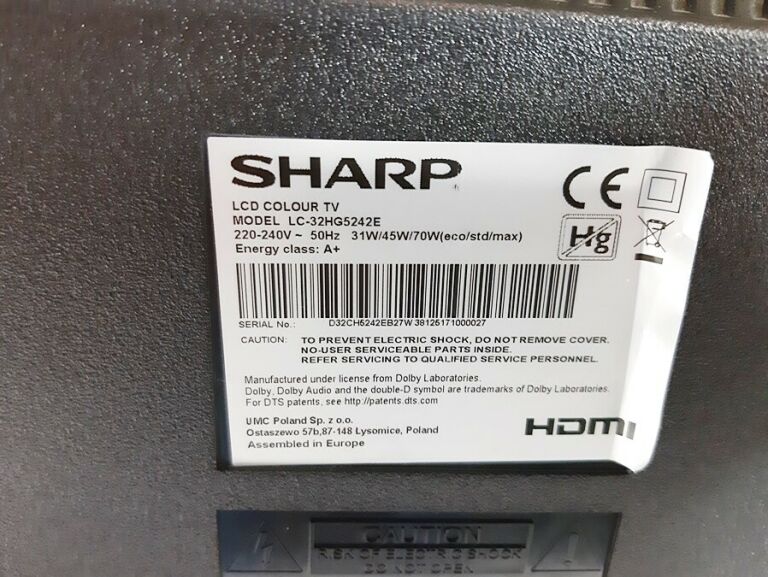 SHARP
LCD COLOUR TV
MODEL LC-32HG5242E
220-240V ~ 50Hz 31W/45W/70W(eco/std/max)
Energy class: A+
CE
Hg
SERIAL No.: D32CH5242EB27W 38125171000027
CAUTION: TO PREVENT ELECTRIC SHOCK, DO NOT REMOVE COVER.
NO-USER SERVICEABLE PARTS INSIDE.
REFER SERVICING TO QUALIFIED SERVICE PERSONNEL.
Manufactured under license from Dolby Laboratories.
Dolby, Dolby Audio and the double-D symbol are trademarks of Dolby Laboratories.
For DTS patents, see http://patents.dts.com
UMC Poland Sp. z o.o.
Ostaszewo 57b,87-148 Łysomice, Poland
Assembled in Europe
HDMI
CAUTION
RISK OF ELECTRIC SHOCK
DO NOT OPEN